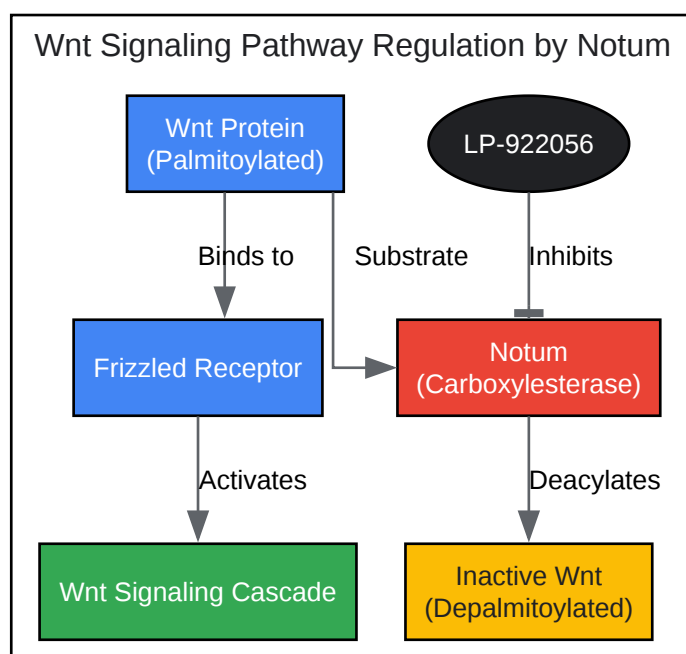 Wnt Signaling Pathway Regulation by Notum
Wnt Protein
(Palmitoylated)
LP-922056
Binds to
Substrate
Inhibits
Frizzled Receptor
Notum
(Carboxylesterase)
Activates
Deacylates
Wnt Signaling Cascade
Inactive Wnt
(Depalmitoylated)